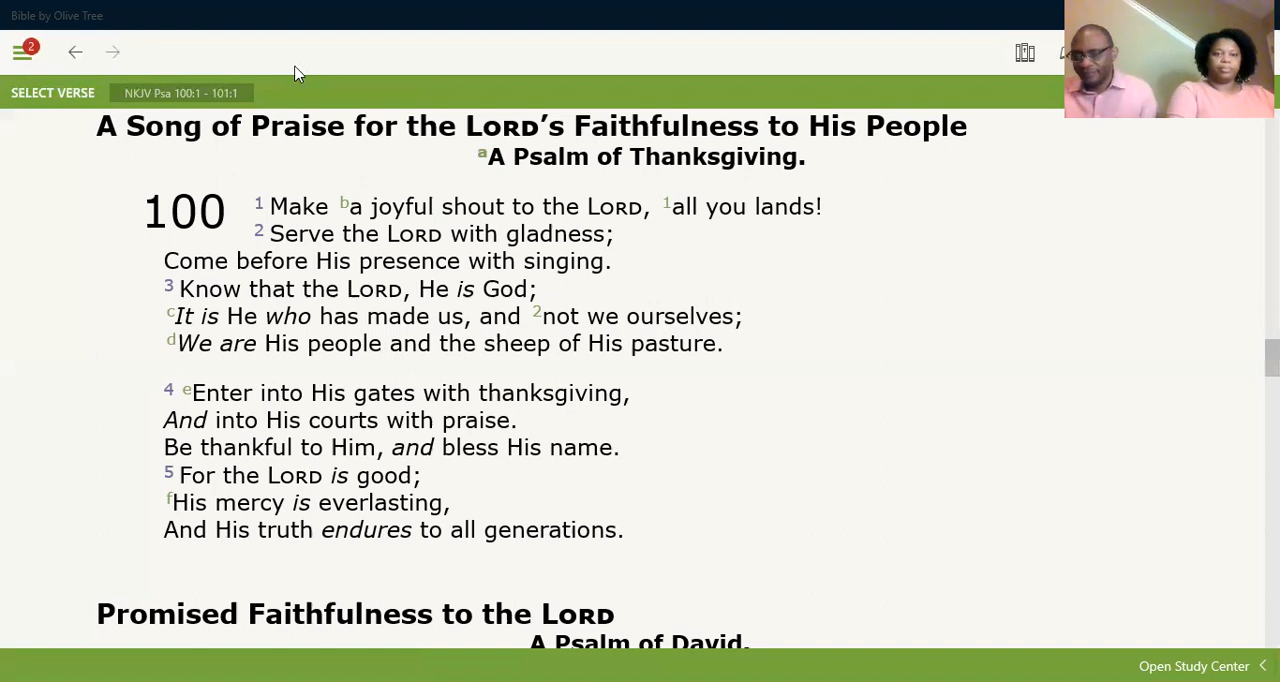 Bible by Olive Tree
2
SELECT VERSE NKJV Psa 100:1 - 101:1
A Song of Praise for the LORD’s Faithfulness to His People
aA Psalm of Thanksgiving.
100 1 Make ba joyful shout to the LORD, 1all you lands!
2 Serve the LORD with gladness;
Come before His presence with singing.
3 Know that the LORD, He is God;
cIt is He who has made us, and 2not we ourselves;
dWe are His people and the sheep of His pasture.
4 eEnter into His gates with thanksgiving,
And into His courts with praise.
Be thankful to Him, and bless His name.
5 For the LORD is good;
fHis mercy is everlasting,
And His truth endures to all generations.
Promised Faithfulness to the LORD
A Psalm of David.
Open Study Center